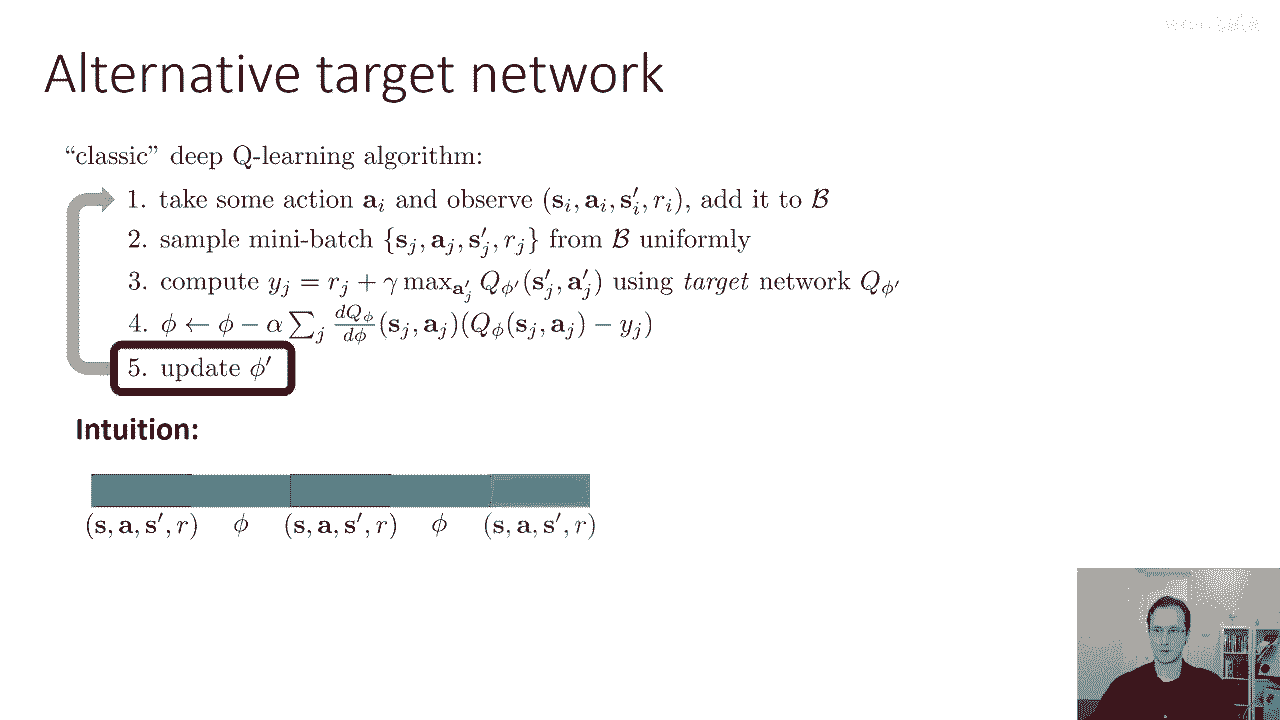 Alternative target network
“classic” deep Q-learning algorithm:
1. take some action $\mathbf{a}_i$ and observe $(\mathbf{s}_i, \mathbf{a}_i, \mathbf{s}'_i, r_i)$, add it to $\mathcal{B}$
2. sample mini-batch $\{\mathbf{s}_j, \mathbf{a}_j, \mathbf{s}'_j, r_j\}$ from $\mathcal{B}$ uniformly
3. compute $y_j = r_j + \gamma \max_{\mathbf{a}'_j} Q_{\phi'}(\mathbf{s}'_j, \mathbf{a}'_j)$ using target network $Q_{\phi'}$
4. $\phi \leftarrow \phi - \alpha \sum_j \frac{dQ_\phi}{d\phi}(\mathbf{s}_j, \mathbf{a}_j)(Q_\phi(\mathbf{s}_j, \mathbf{a}_j) - y_j)$
5. update $\phi'$
Intuition:
$(\mathbf{s}, \mathbf{a}, \mathbf{s}', r)$ $\phi$ $(\mathbf{s}, \mathbf{a}, \mathbf{s}', r)$ $\phi$ $(\mathbf{s}, \mathbf{a}, \mathbf{s}', r)$